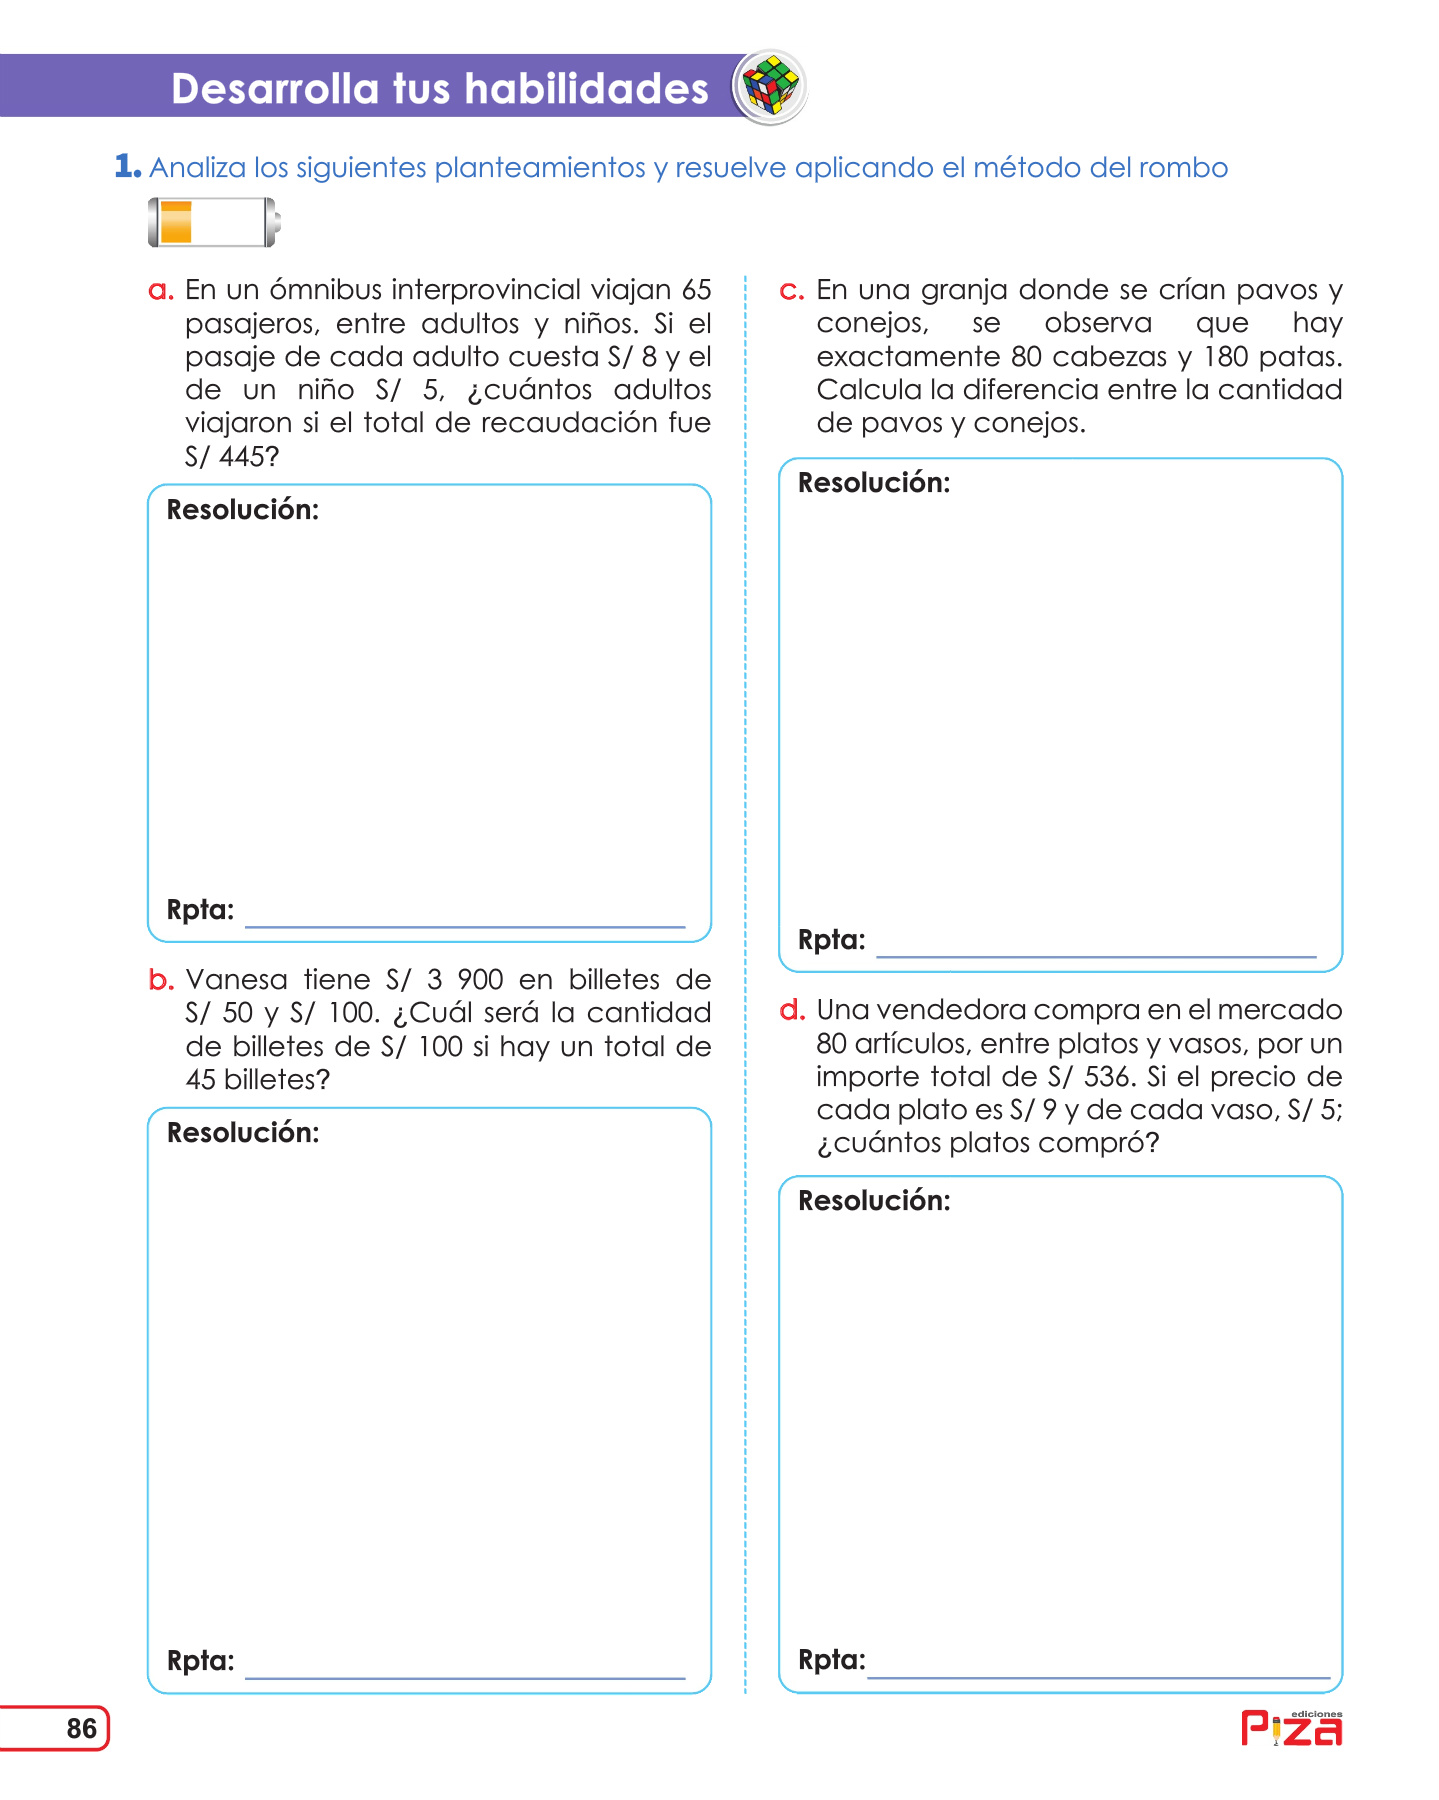 Desarrolla tus habilidades
1. Analiza los siguientes planteamientos y resuelve aplicando el método del rombo
a. En un ómnibus interprovincial viajan 65
pasajeros, entre adultos y niños. Si el
pasaje de cada adulto cuesta S/ 8 y el
de un niño S/ 5, ¿cuántos adultos
viajaron si el total de recaudación fue
S/ 445?
Resolución:
Rpta:
b. Vanesa tiene S/ 3 900 en billetes de
S/ 50 y S/ 100. ¿Cuál será la cantidad
de billetes de S/ 100 si hay un total de
45 billetes?
Resolución:
Rpta:
c. En una granja donde se crían pavos y
conejos, se observa que hay
exactamente 80 cabezas y 180 patas.
Calcula la diferencia entre la cantidad
de pavos y conejos.
Resolución:
Rpta:
d. Una vendedora compra en el mercado
80 artículos, entre platos y vasos, por un
importe total de S/ 536. Si el precio de
cada plato es S/ 9 y de cada vaso, S/ 5;
¿cuántos platos compró?
Resolución:
Rpta:
86
ediciones
Piza